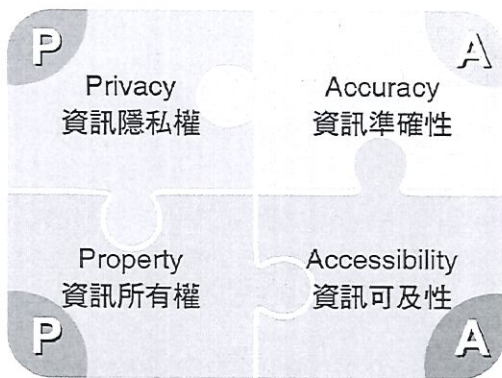 P
Privacy
資訊隱私權
A
Accuracy
資訊準確性
Property
資訊所有權
P
Accessibility
資訊可及性
A